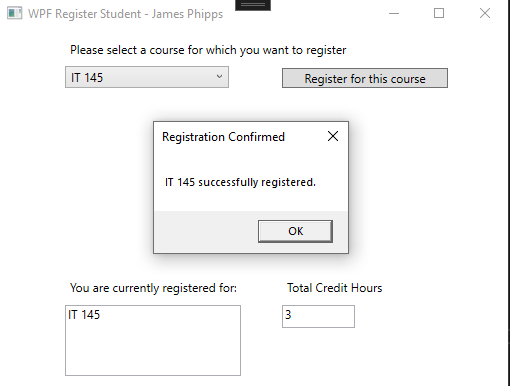 WPF Register Student - James Phipps
Please select a course for which you want to register
IT 145
Register for this course
Registration Confirmed
IT 145 successfully registered.
OK
You are currently registered for:
Total Credit Hours
IT 145
3